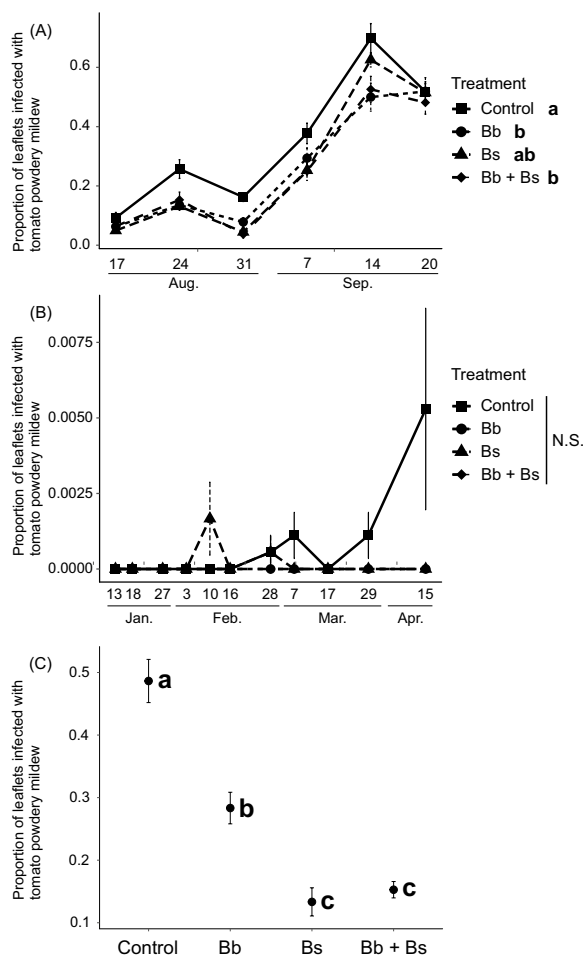 (A)
Proportion of leaflets infected with
tomato powdery mildew
0.6
0.4
0.2
0.0
17 24 31 7 14 20
Aug. Sep.
Treatment
Control a
Bb b
Bs ab
Bb + Bs b
(B)
Proportion of leaflets infected with
tomato powdery mildew
0.0075
0.0050
0.0025
0.0000
13 18 27 3 10 16 28 7 17 29 15
Jan. Feb. Mar. Apr.
Treatment
Control
Bb
Bs
Bb + Bs
N.S.
(C)
Proportion of leaflets infected with
tomato powdery mildew
0.5
0.3
0.2
0.1
a
b
c
c
Control Bb Bs Bb + Bs